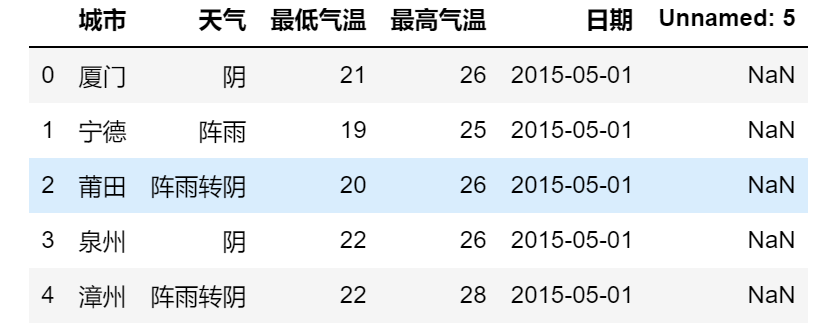 城市 天气 最低气温 最高气温 日期 Unnamed: 5
0 厦门 阴 21 26 2015-05-01 NaN
1 宁德 阵雨 19 25 2015-05-01 NaN
2 莆田 阵雨转阴 20 26 2015-05-01 NaN
3 泉州 阴 22 26 2015-05-01 NaN
4 漳州 阵雨转阴 22 28 2015-05-01 NaN